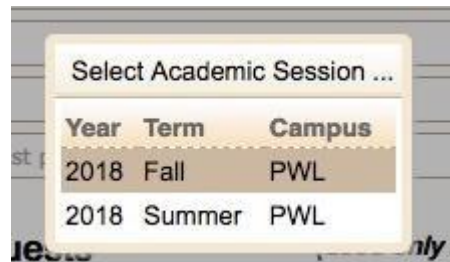 Select Academic Session ...
Year Term Campus
2018 Fall PWL
2018 Summer PWL